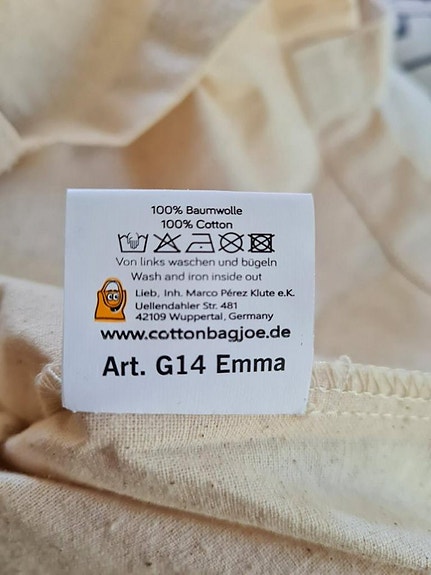 100% Baumwolle
100% Cotton
Von links waschen und bügeln
Wash and iron inside out
Lieb, Inh. Marco Pérez Klute e.K.
Uellendahler Str. 481
42109 Wuppertal, Germany
www.cottonbagjoe.de
Art. G14 Emma